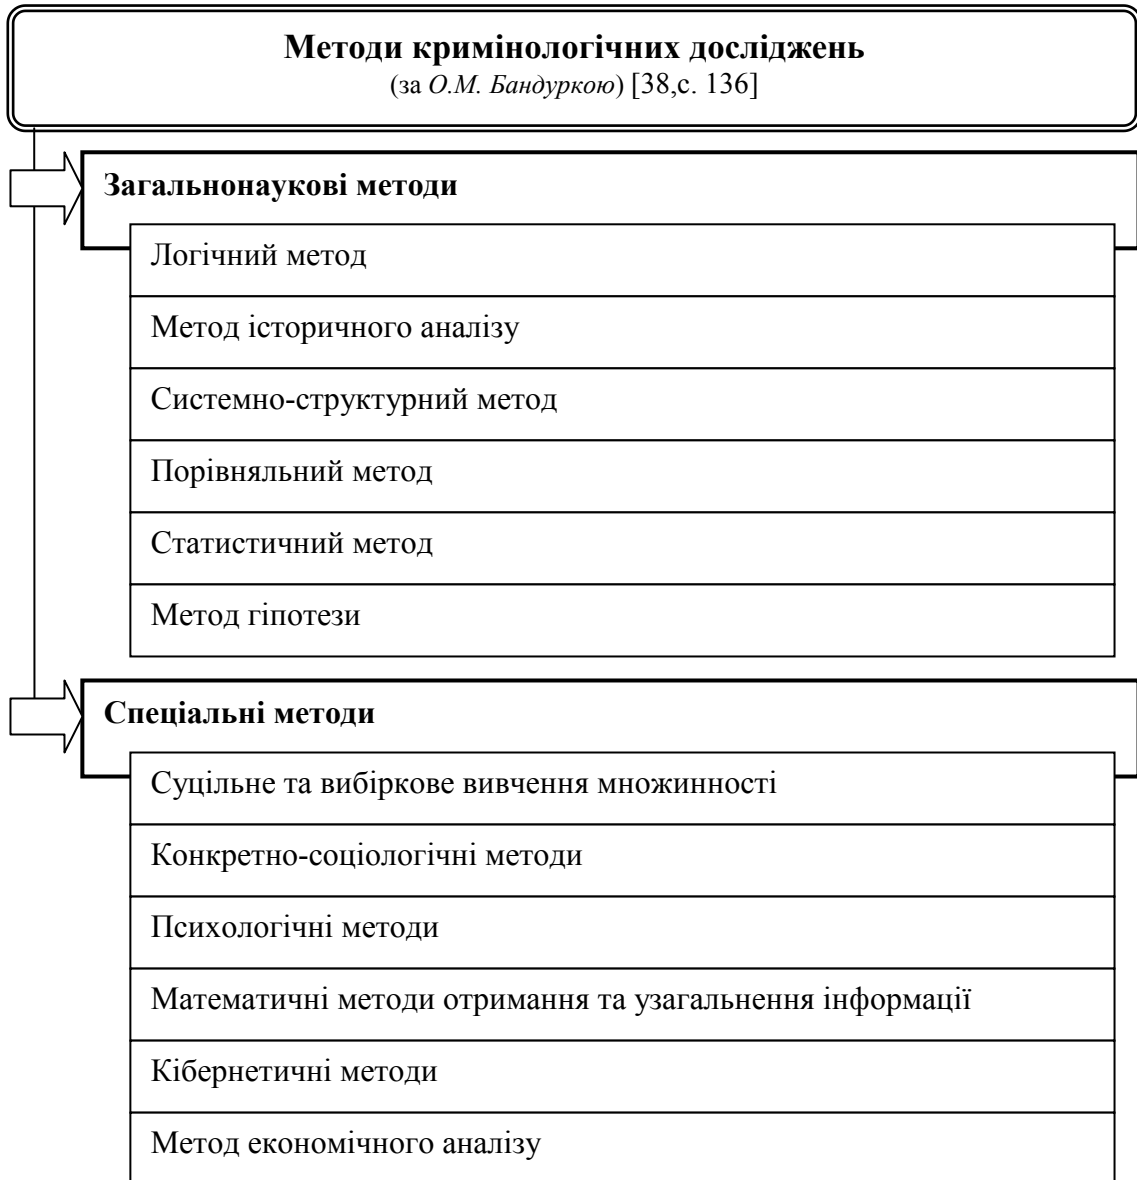 Методи кримінологічних досліджень
(за О.М. Бандуркою) [38,с. 136]
Загальнонаукові методи
Логічний метод
Метод історичного аналізу
Системно-структурний метод
Порівняльний метод
Статистичний метод
Метод гіпотези
Спеціальні методи
Суцільне та вибіркове вивчення множинності
Конкретно-соціологічні методи
Психологічні методи
Математичні методи отримання та узагальнення інформації
Кібернетичні методи
Метод економічного аналізу